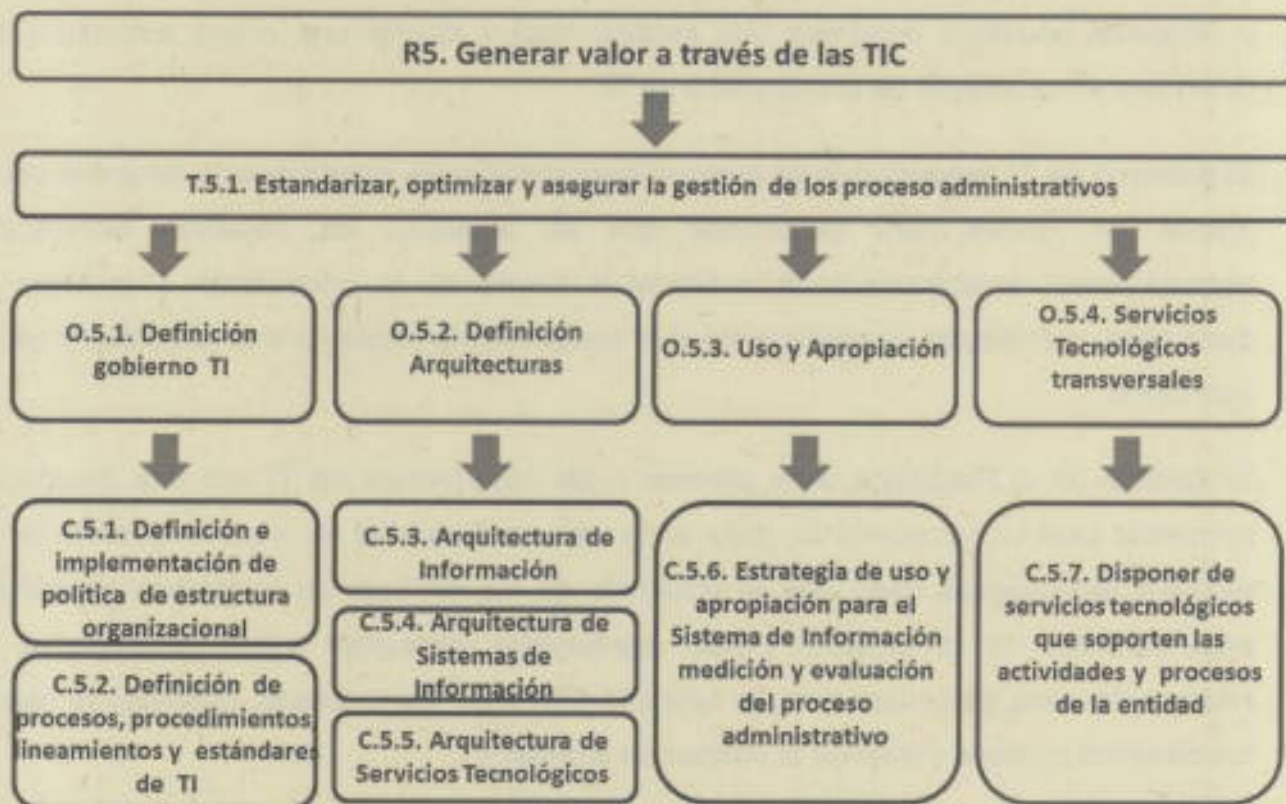 R5. Generar valor a través de las TIC
T.5.1. Estandarizar, optimizar y asegurar la gestión de los proceso administrativos
O.5.1. Definición
gobierno TI
O.5.2. Definición
Arquitecturas
O.5.3. Uso y Apropiación
O.5.4. Servicios
Tecnológicos
transversales
C.5.1. Definición e
implementación de
política de estructura
organizacional
C.5.2. Definición de
procesos, procedimientos,
lineamientos y estándares
de TI
C.5.3. Arquitectura de
Información
C.5.4. Arquitectura de
Sistemas de
Información
C.5.5. Arquitectura de
Servicios Tecnológicos
C.5.6. Estrategia de uso y
apropiación para el
Sistema de Información
medición y evaluación
del proceso
administrativo
C.5.7. Disponer de
servicios tecnológicos
que soporten las
actividades y procesos
de la entidad